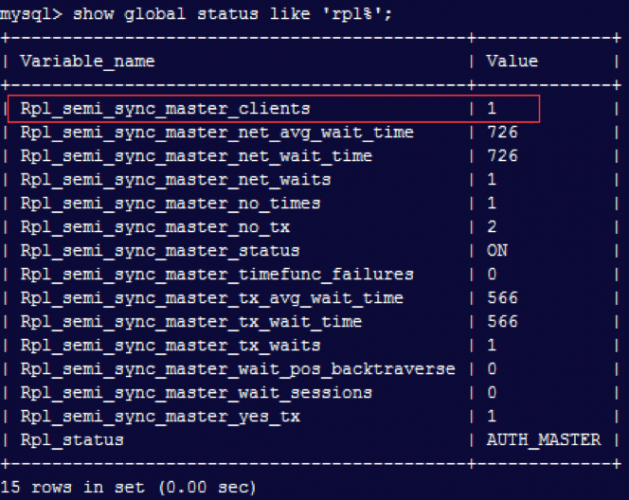 mysql> show global status like 'rpl%';
+--------------------------------------------+-------------+
| Variable_name | Value |
+--------------------------------------------+-------------+
| Rpl_semi_sync_master_clients | 1 |
| Rpl_semi_sync_master_net_avg_wait_time | 726 |
| Rpl_semi_sync_master_net_wait_time | 726 |
| Rpl_semi_sync_master_net_waits | 1 |
| Rpl_semi_sync_master_no_times | 1 |
| Rpl_semi_sync_master_no_tx | 2 |
| Rpl_semi_sync_master_status | ON |
| Rpl_semi_sync_master_timefunc_failures | 0 |
| Rpl_semi_sync_master_tx_avg_wait_time | 566 |
| Rpl_semi_sync_master_tx_wait_time | 566 |
| Rpl_semi_sync_master_tx_waits | 1 |
| Rpl_semi_sync_master_wait_pos_backtraverse | 0 |
| Rpl_semi_sync_master_wait_sessions | 0 |
| Rpl_semi_sync_master_yes_tx | 1 |
| Rpl_status | AUTH_MASTER |
+--------------------------------------------+-------------+
15 rows in set (0.00 sec)